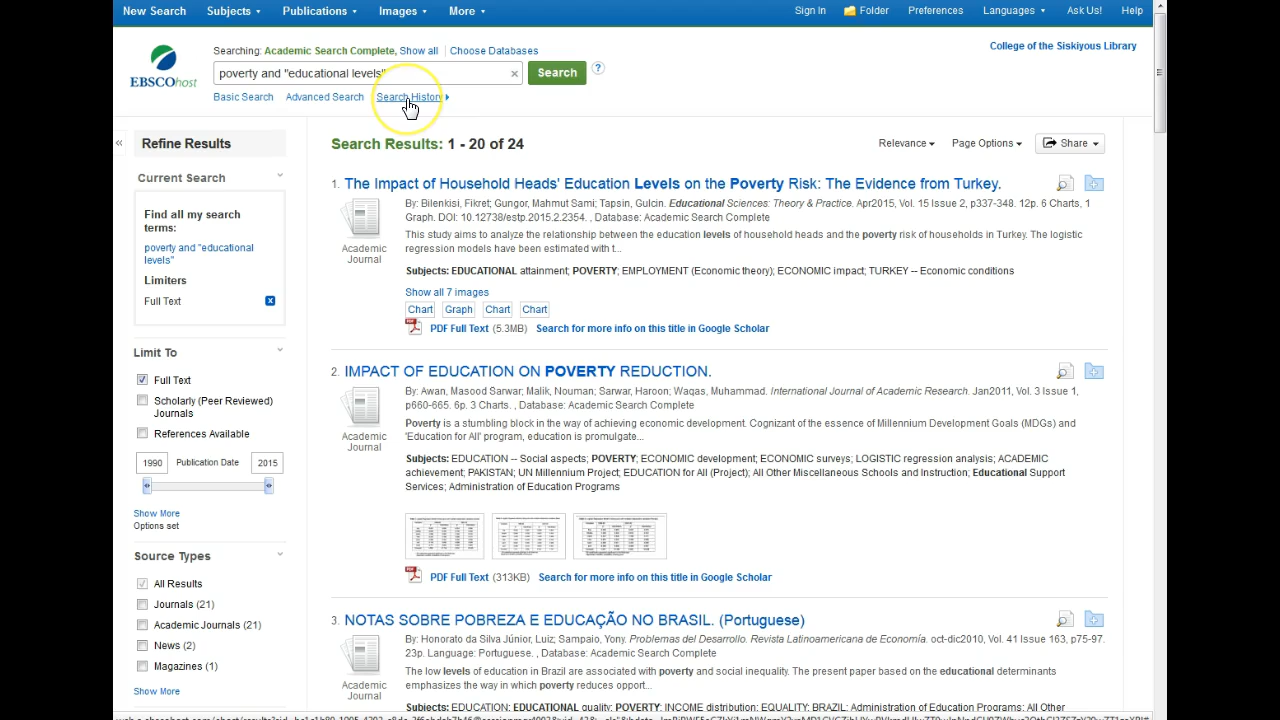 New Search Subjects Publications Images More Sign In Folder Preferences Languages Ask Us! Help
Searching: Academic Search Complete, Show all Choose Databases
College of the Siskiyous Library
EBSCOhost
poverty and "educational levels" × Search ?
Basic Search Advanced Search Search History
« Refine Results
Search Results: 1 - 20 of 24
Relevance Page Options Share
Current Search
Find all my search
terms:
poverty and "educational
levels"
Limiters
Full Text x
Limit To
Full Text
Scholarly (Peer Reviewed)
Journals
References Available
1990 Publication Date 2015
Show More
Options set
Source Types
All Results
Journals (21)
Academic Journals (21)
News (2)
Magazines (1)
Show More
1. The Impact of Household Heads' Education Levels on the Poverty Risk: The Evidence from Turkey.
Academic
Journal
By: Bilenkisi, Fikret; Gungor, Mahmut Sami; Tapsin, Gulcin. Educational Sciences: Theory & Practice. Apr2015, Vol. 15 Issue 2, p337-348. 12p. 6 Charts, 1
Graph. DOI: 10.12738/estp.2015.2.2354. , Database: Academic Search Complete
This study aims to analyze the relationship between the education levels of household heads and the poverty risk of households in Turkey. The logistic
regression models have been estimated with t...
Subjects: EDUCATIONAL attainment; POVERTY; EMPLOYMENT (Economic theory); ECONOMIC impact; TURKEY -- Economic conditions
Show all 7 images
Chart Graph Chart Chart
PDF Full Text (5.3MB) Search for more info on this title in Google Scholar
2. IMPACT OF EDUCATION ON POVERTY REDUCTION.
Academic
Journal
By: Awan, Masood Sarwar; Malik, Nouman; Sarwar, Haroon; Waqas, Muhammad. International Journal of Academic Research. Jan2011, Vol. 3 Issue 1,
p660-665. 6p. 3 Charts. , Database: Academic Search Complete
Poverty is a stumbling block in the way of achieving economic development. Cognizant of the essence of Millennium Development Goals (MDGs) and
'Education for All' program, education is promulgate...
Subjects: EDUCATION -- Social aspects; POVERTY; ECONOMIC development; ECONOMIC surveys; LOGISTIC regression analysis; ACADEMIC
achievement; PAKISTAN; UN Millennium Project; EDUCATION for All (Project); All Other Miscellaneous Schools and Instruction; Educational Support
Services; Administration of Education Programs
PDF Full Text (313KB) Search for more info on this title in Google Scholar
3. NOTAS SOBRE POBREZA E EDUCAÇÃO NO BRASIL. (Portuguese)
Academic
Journal
By: Honorato da Silva Júnior, Luiz; Sampaio, Yony. Problemas del Desarrollo. Revista Latinoamericana de Economía. oct-dic2010, Vol. 41 Issue 163, p75-97.
23p. Language: Portuguese. , Database: Academic Search Complete
The low levels of education in Brazil are associated with poverty and social inequality. The present paper based on the educational determinants
emphasizes the way in which poverty reduces opport...
Subjects: EDUCATION; EDUCATIONAL quality; POVERTY; INCOME distribution; EQUALITY; BRAZIL; Administration of Education Programs; All Other